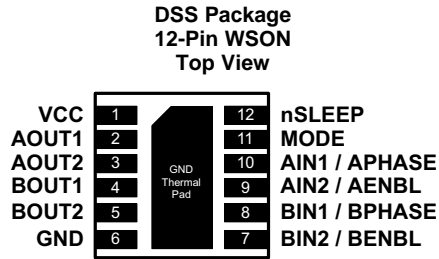 DSS Package
12-Pin WSON
Top View
VCC 1 12 nSLEEP
AOUT1 2 11 MODE
AOUT2 3 GND 10 AIN1 / APHASE
Thermal
BOUT1 4 Pad 9 AIN2 / AENBL
BOUT2 5 8 BIN1 / BPHASE
GND 6 7 BIN2 / BENBL